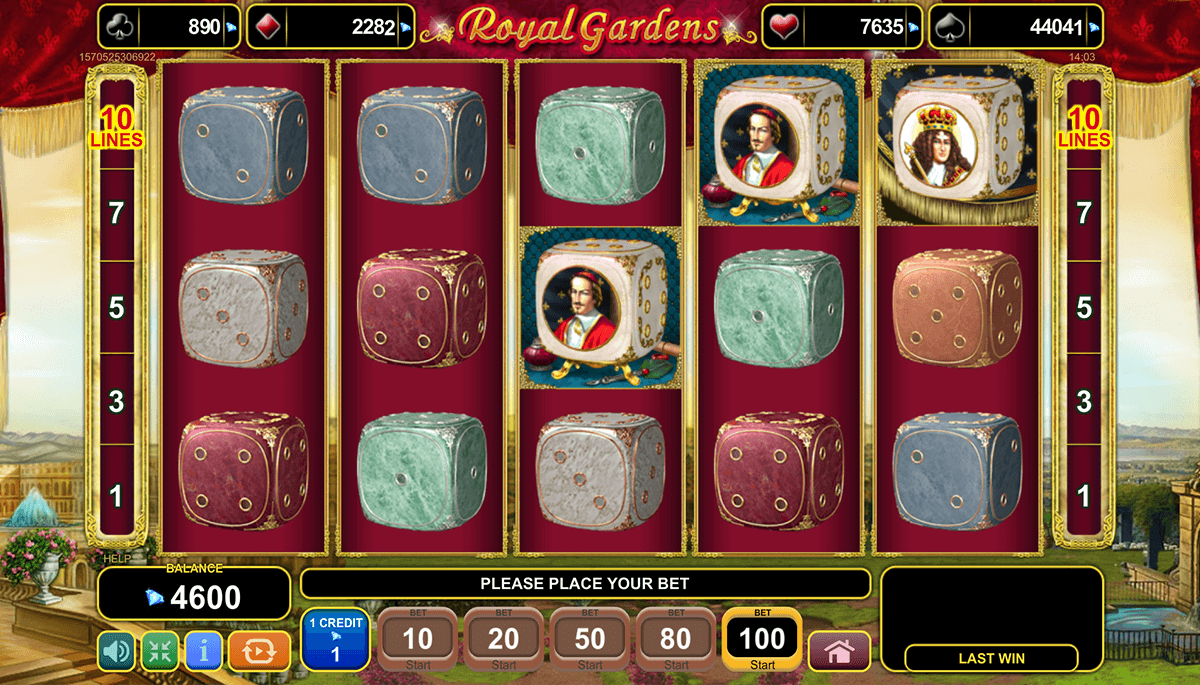 890
2282
Royal Gardens
7635
44041
1570525306922
14:03
10
LINES
7
5
3
1
10
LINES
7
5
3
1
HELP
BALANCE
4600
PLEASE PLACE YOUR BET
1 CREDIT
1
BET
10
Start
BET
20
Start
BET
50
Start
BET
80
Start
BET
100
Start
LAST WIN